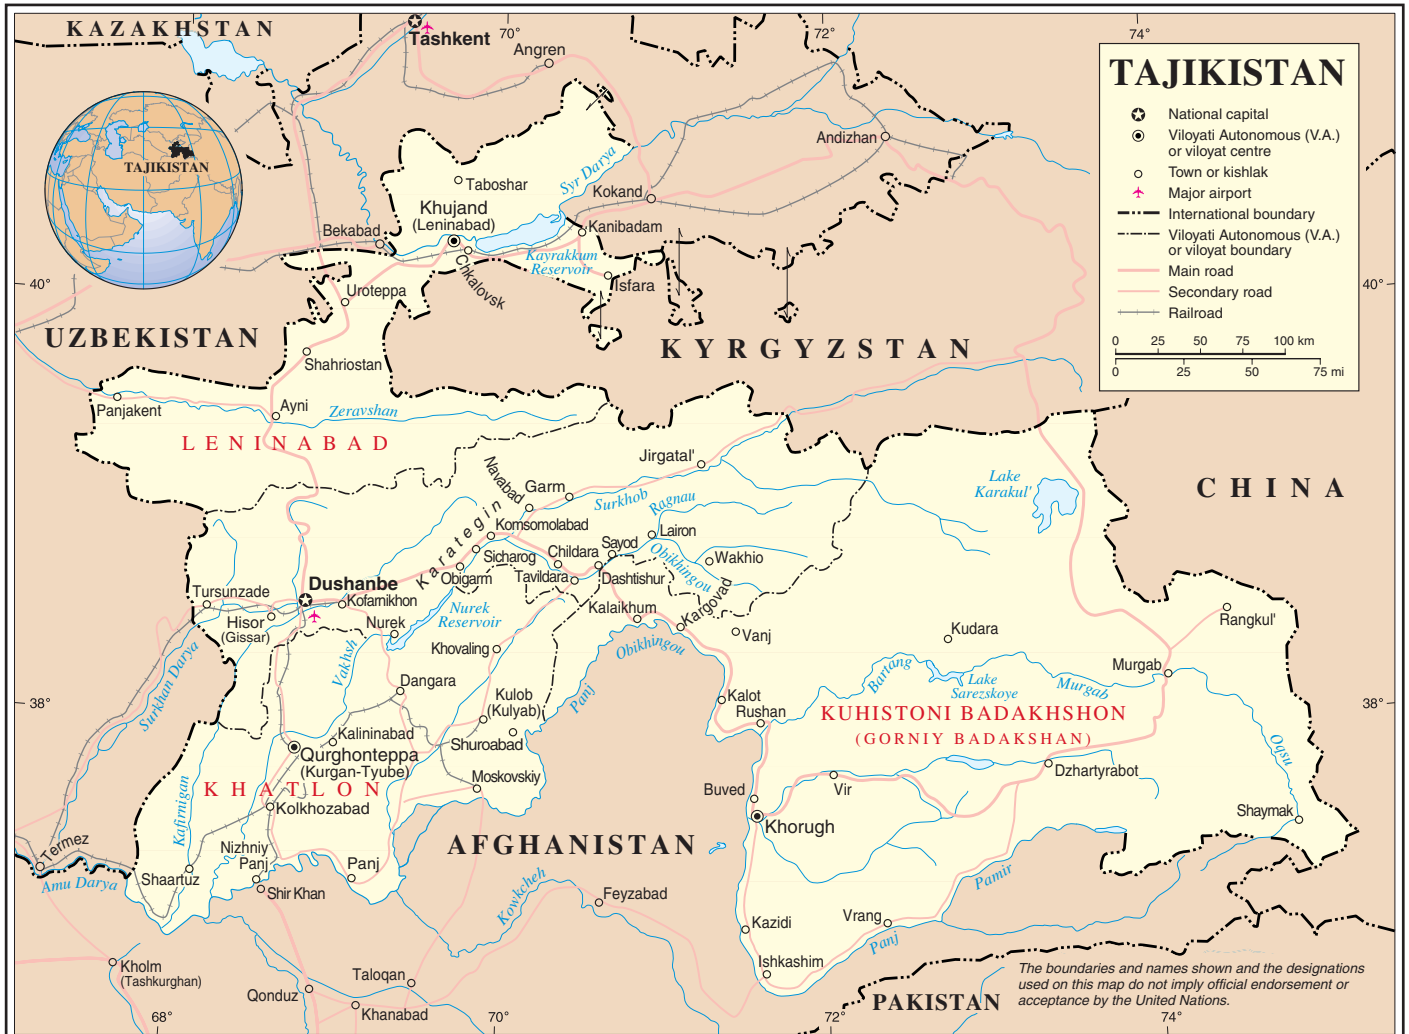 KAZAKHSTAN
70°
72°
74°
Tashkent
Angren
TAJIKISTAN
National capital
Viloyati Autonomous (V.A.)
or viloyat centre
Town or kishlak
Major airport
International boundary
Viloyati Autonomous (V.A.)
or viloyat boundary
Main road
Secondary road
Railroad
0 25 50 75 100 km
0 25 50 75 mi
TAJIKISTAN
Andizhan
Syr Darya
Taboshar
Kokand
Khujand
(Leninabad)
Bekabad
Kanibadam
Kayrakkum
Reservoir
Chkalovsk
Isfara
40°
40°
Uroteppa
UZBEKISTAN
KYRGYZSTAN
Shahriostan
Panjakent
Ayni
Zeravshan
LENINABAD
Jirgatal'
Navabad
Garm
Surkhob
Ragnau
Lake
Karakul'
CHINA
Karategin
Komsomolabad
Lairon
Sayod
Sicharog
Childara
Obikhingou
Wakhio
Obigarm
Tavildara
Dashtishur
Tursunzade
Dushanbe
Kofarnikhon
Hisor
(Gissar)
Nurek
Reservoir
Nurek
Kalaikhum
Kargovad
Rangkul'
Vanj
Kudara
Surkhan Darya
Vakhsh
Khovaling
Obikhingou
Murgab
Bartang
Lake
Sarezskoye
Murgab
Dangara
Panj
Kulob
(Kulyab)
Kalot
Rushan
38°
38°
KUHISTONI BADAKHSHON
(GORNIY BADAKSHAN)
Kalininabad
Shuroabad
Oqsu
Qurghonteppa
(Kurgan-Tyube)
Moskovskiy
Dzhartyrabot
KHATLON
Buved
Vir
Kolkhozabad
Kafirnigan
Shaymak
Khorugh
Termez
AFGHANISTAN
Nizhniy
Panj
Panj
Amu Darya
Shaartuz
Shir Khan
Pamir
Kowkcheh
Feyzabad
Kazidi
Vrang
Panj
Kholm
(Tashkurghan)
Taloqan
Ishkashim
Qonduz
Khanabad
PAKISTAN
The boundaries and names shown and the designations
used on this map do not imply official endorsement or
acceptance by the United Nations.
68°
70°
72°
74°